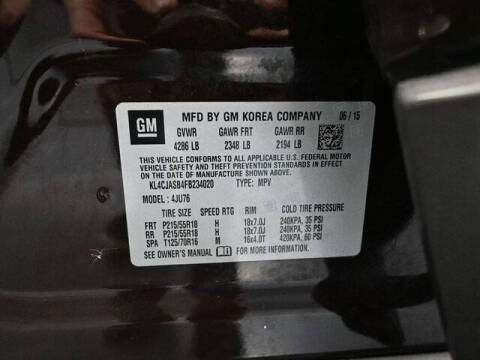 GM MFD BY GM KOREA COMPANY 06/15
GVWR GAWR FRT GAWR RR
4286 LB 2348 LB 2194 LB
THIS VEHICLE CONFORMS TO ALL APPLICABLE U.S. FEDERAL MOTOR
VEHICLE SAFETY AND THEFT PREVENTION STANDARDS IN EFFECT
ON THE DATE OF MANUFACTURE SHOWN ABOVE.
KL4CJASB4FB234020 TYPE: MPV
MODEL: 4JU76
TIRE SIZE SPEED RTG RIM COLD TIRE PRESSURE
FRT P215/55R18 H 18x7.0J 240KPA, 35 PSI
RR P215/55R18 H 18x7.0J 240KPA, 35 PSI
SPA T125/70R16 M 16x4.0T 420KPA, 60 PSI
SEE OWNER'S MANUAL FOR MORE INFORMATION.